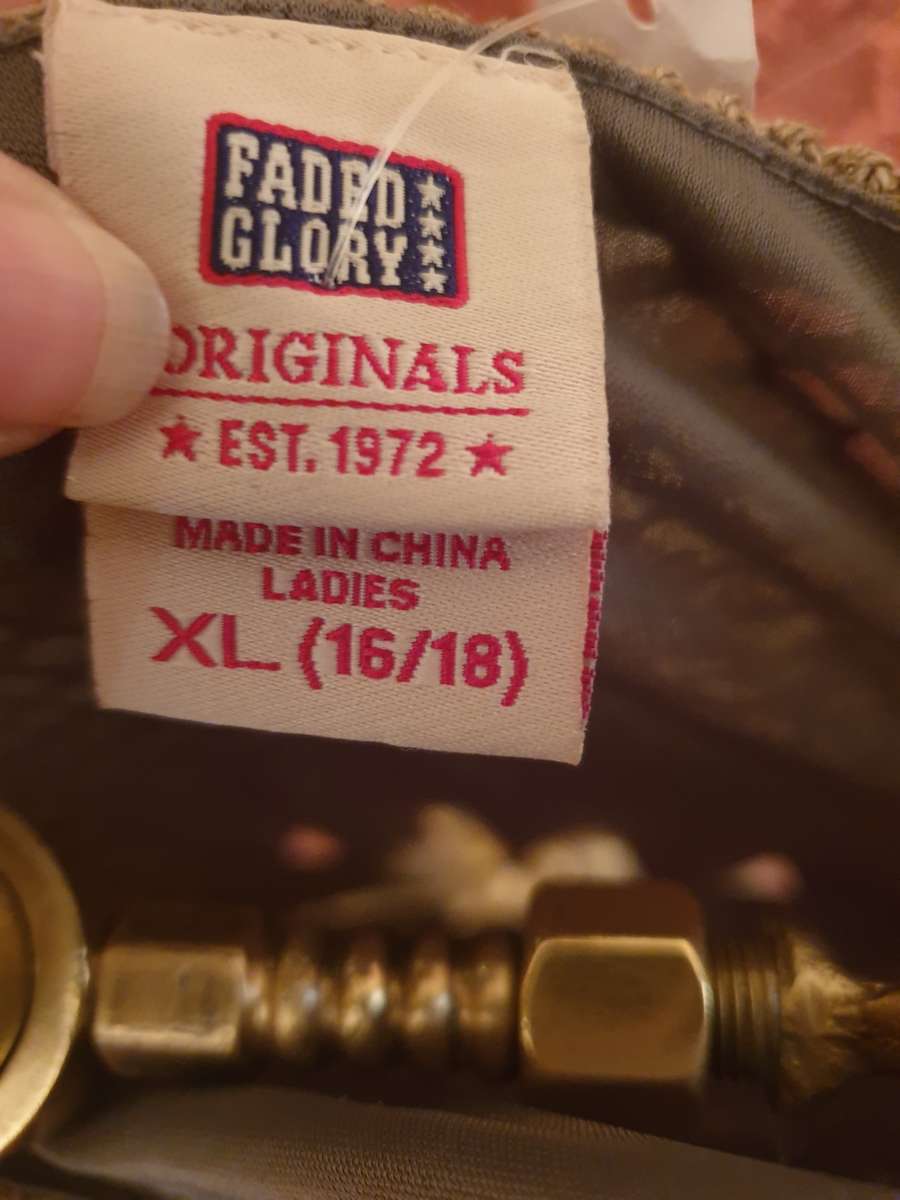 FADED
GLORY
ORIGINALS
★ EST. 1972 ★
MADE IN CHINA
LADIES
XL (16/18)